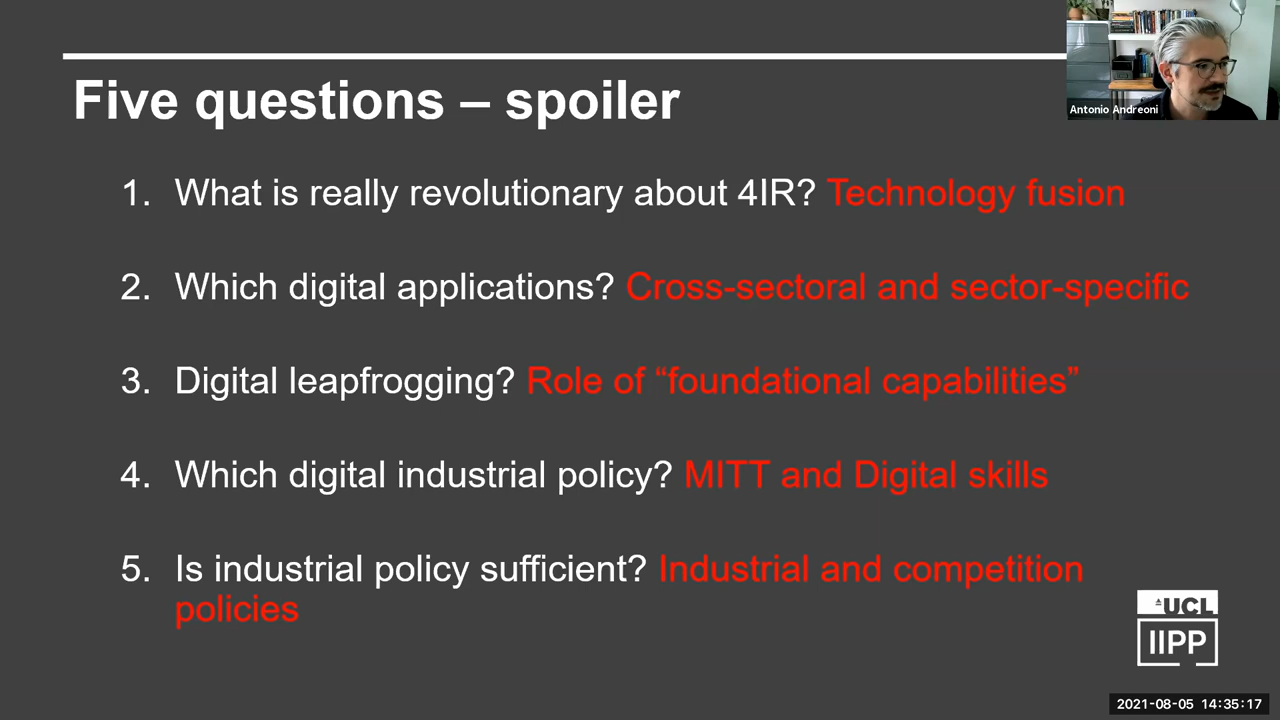 Five questions – spoiler
Antonio Andreoni
1. What is really revolutionary about 4IR? Technology fusion
2. Which digital applications? Cross-sectoral and sector-specific
3. Digital leapfrogging? Role of “foundational capabilities”
4. Which digital industrial policy? MITT and Digital skills
5. Is industrial policy sufficient? Industrial and competition
policies
UCL
IIPP
2021-08-05 14:35:17